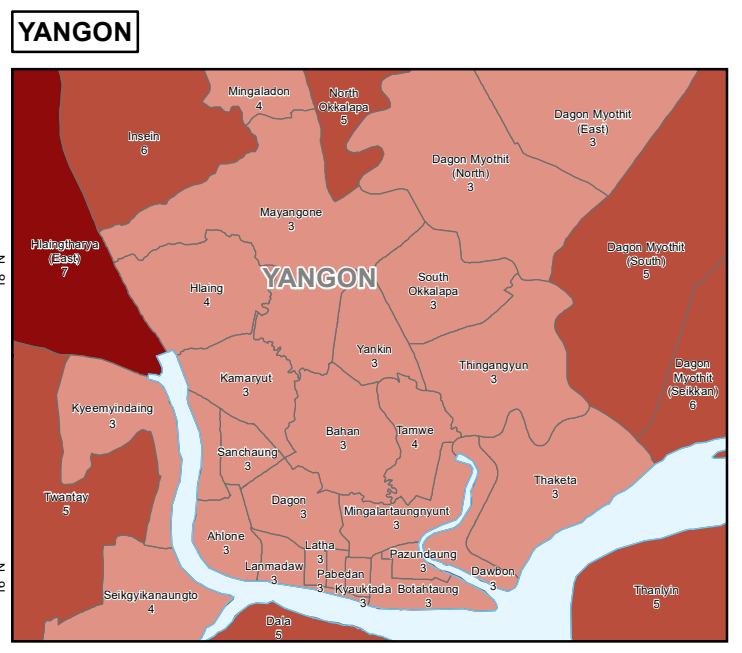 YANGON
Mingaladon
4
North
Okkalapa
5
Insein
6
Dagon Myothit
(East)
3
Dagon Myothit
(North)
3
Mayangone
3
Hlaingtharya
(East)
7
Dagon Myothit
(South)
5
YANGON
Hlaing
4
South
Okkalapa
3
Yankin
3
Thingangyun
3
Dagon
Myothit
(Seikkan)
6
Kamaryut
3
Kyeemyindaing
3
Bahan
3
Tamwe
4
Sanchaung
3
Thaketa
3
Twantay
5
Dagon
3
Mingalartaungnyunt
3
Ahlone
3
Latha
3
Pazundaung
3
Lanmadaw
3
Pabedan
3
Kyauktada
3
Botahtaung
3
Dawbon
3
Seikgyikanaungto
4
Thanlyin
5
Dala
5